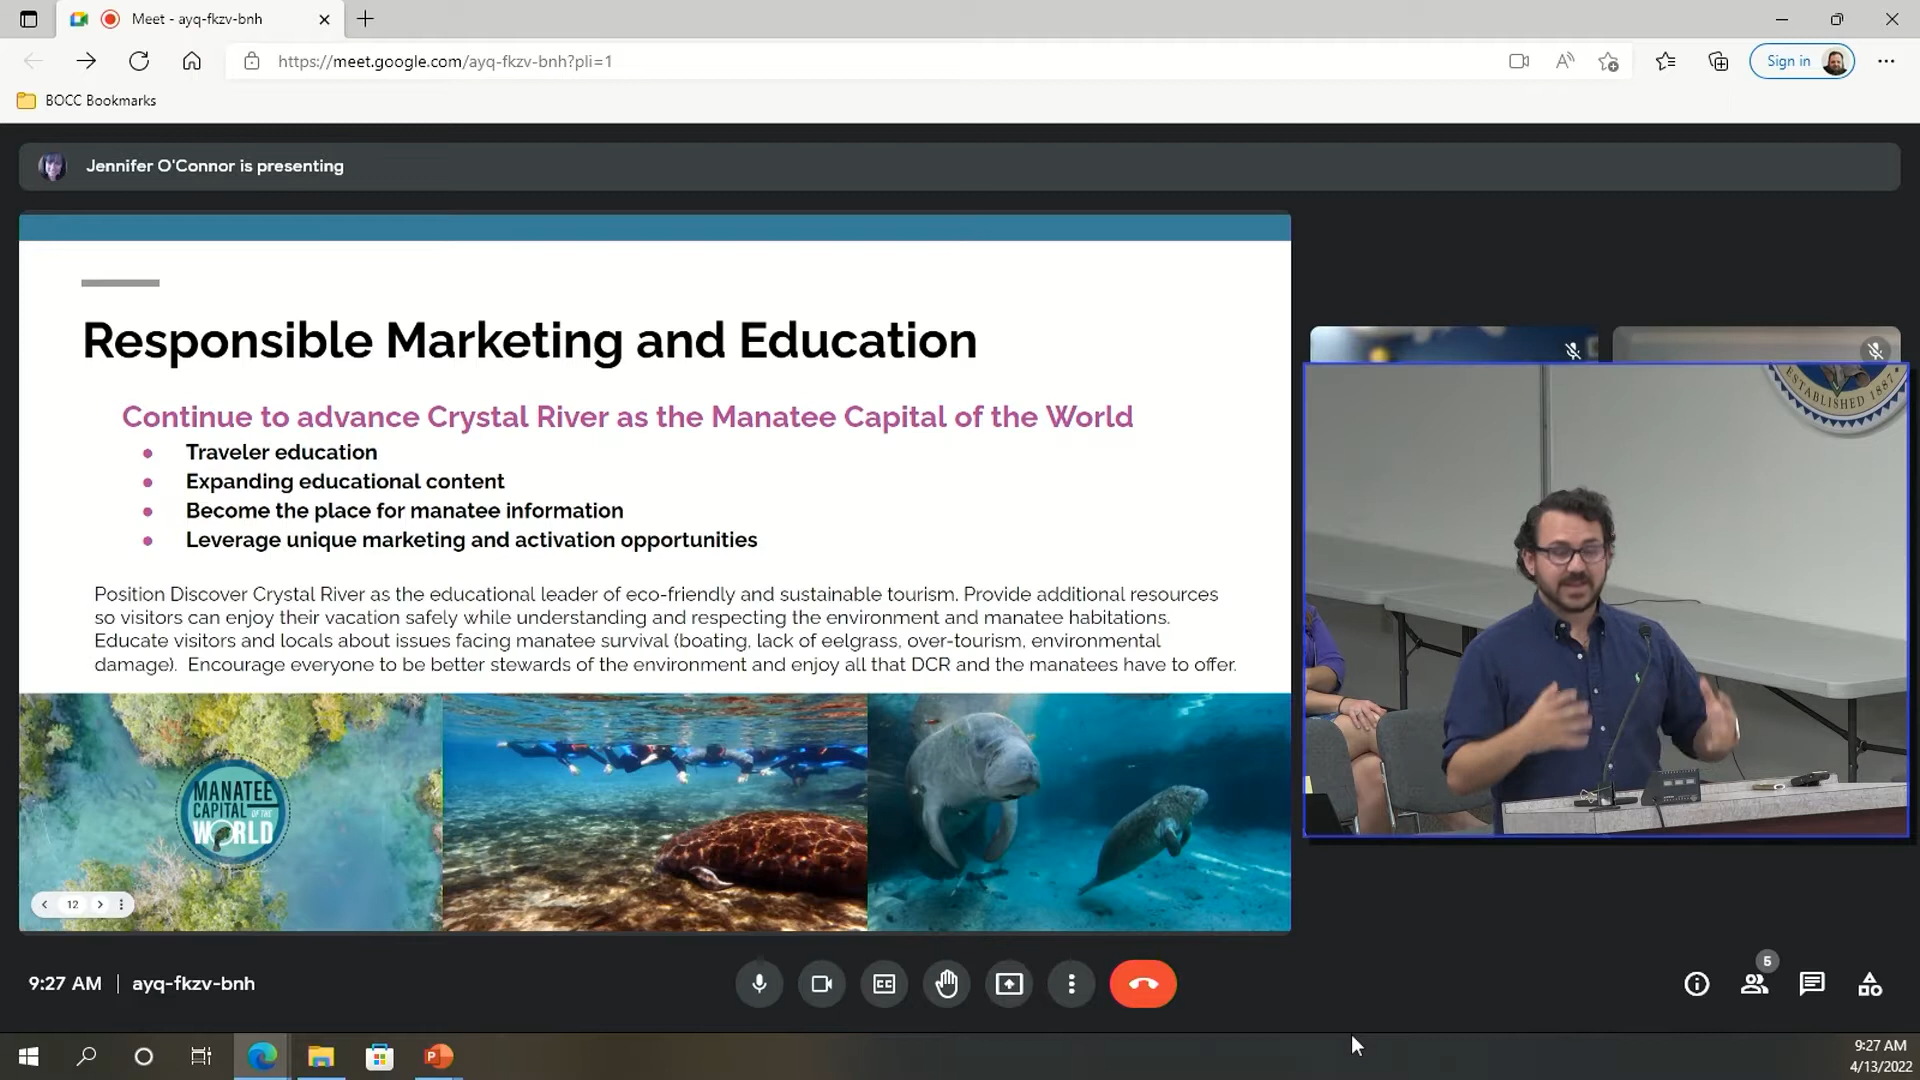 Meet - ayq-fkzv-bnh
https://meet.google.com/ayq-fkzv-bnh?pli=1
Sign in
BOCC Bookmarks
Jennifer O'Connor is presenting
Responsible Marketing and Education
Continue to advance Crystal River as the Manatee Capital of the World
• Traveler education
• Expanding educational content
• Become the place for manatee information
• Leverage unique marketing and activation opportunities
Position Discover Crystal River as the educational leader of eco-friendly and sustainable tourism. Provide additional resources
so visitors can enjoy their vacation safely while understanding and respecting the environment and manatee habitations.
Educate visitors and locals about issues facing manatee survival (boating, lack of eelgrass, over-tourism, environmental
damage). Encourage everyone to be better stewards of the environment and enjoy all that DCR and the manatees have to offer.
MANATEE
CAPITAL OF THE
WORLD
12
ESTABLISHED 1887
9:27 AM | ayq-fkzv-bnh
CC
5
P
9:27 AM
4/13/2022